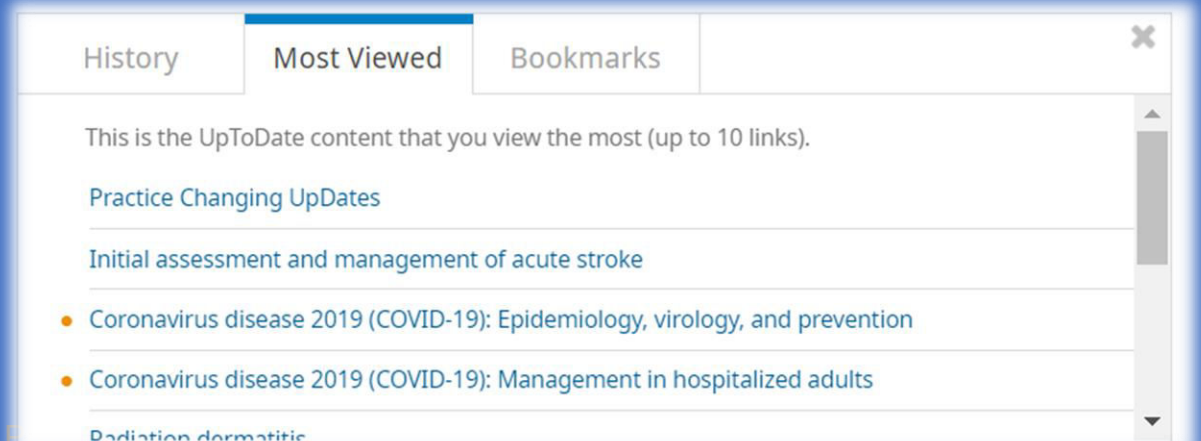 History
Most Viewed
Bookmarks
This is the UpToDate content that you view the most (up to 10 links).
Practice Changing UpDates
Initial assessment and management of acute stroke
Coronavirus disease 2019 (COVID-19): Epidemiology, virology, and prevention
Coronavirus disease 2019 (COVID-19): Management in hospitalized adults
Radiation dermatitis